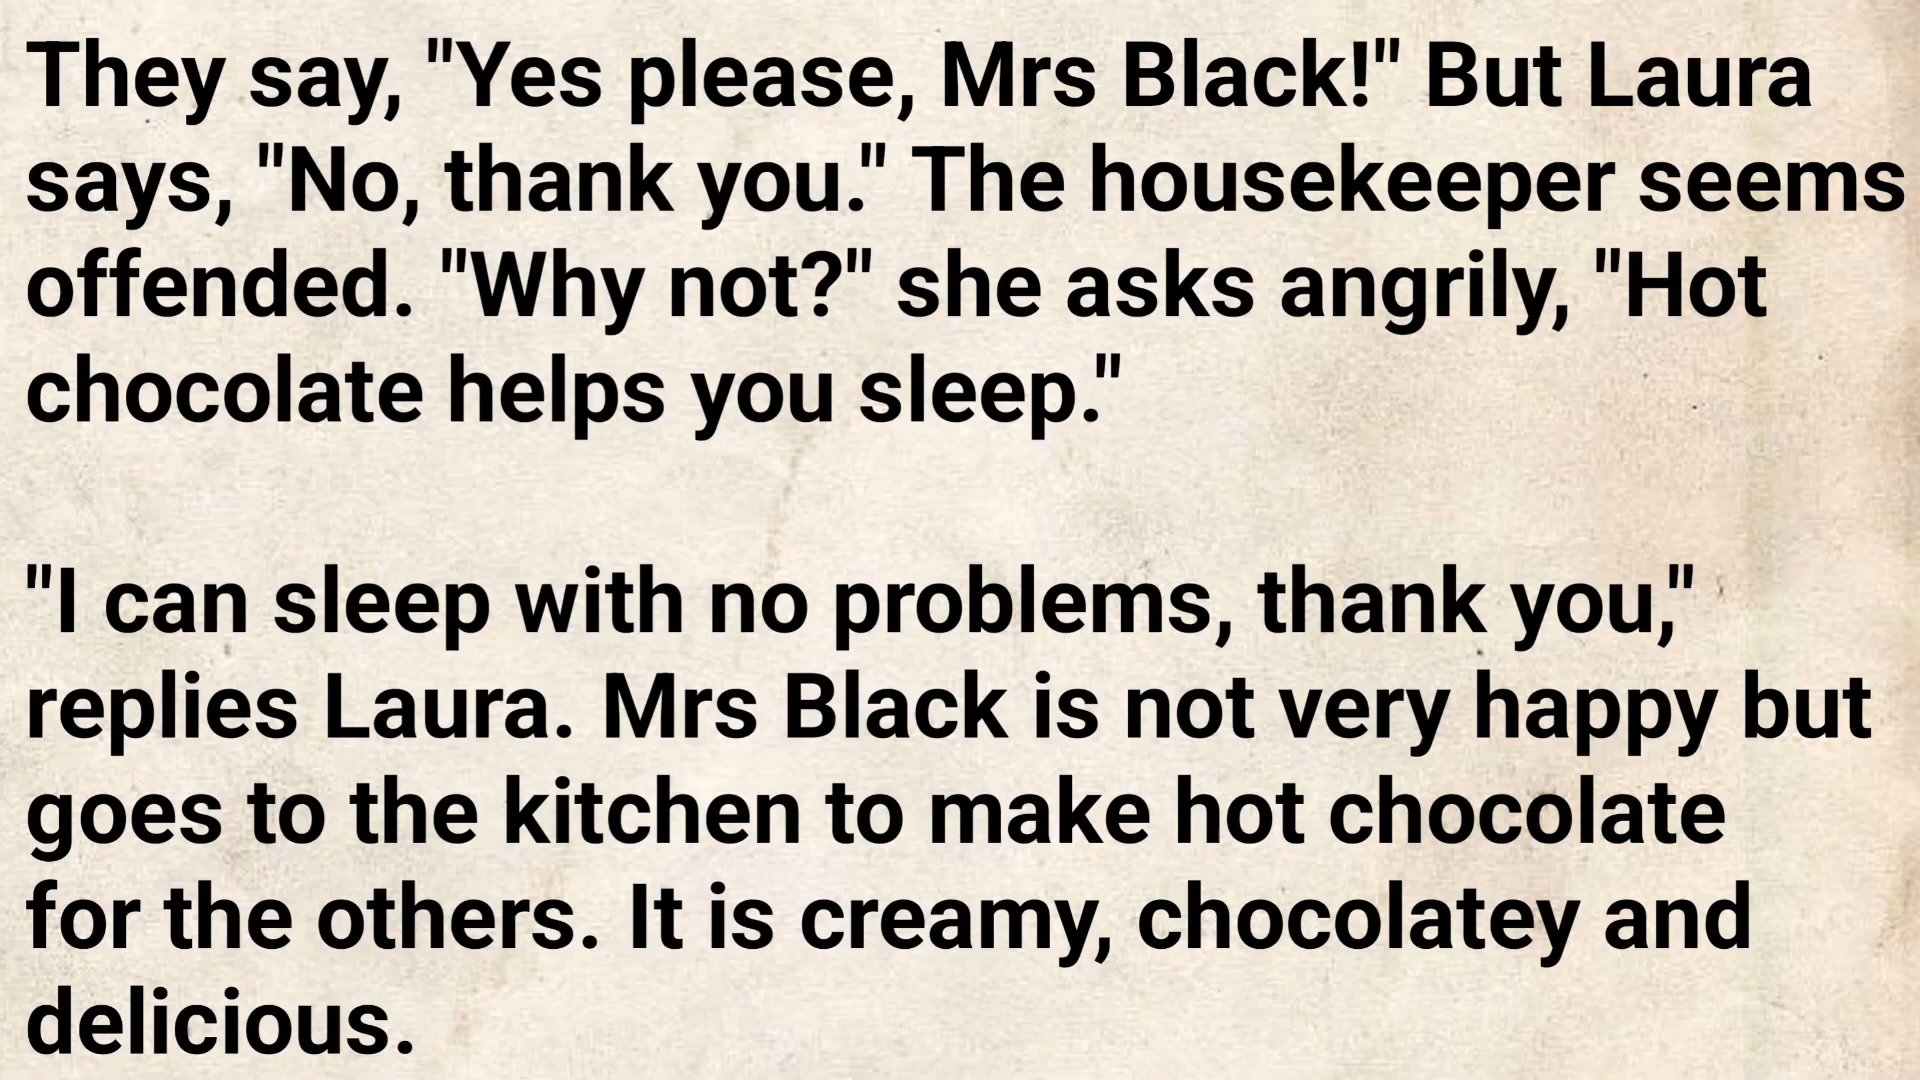 They say, "Yes please, Mrs Black!" But Laura
says, "No, thank you." The housekeeper seems
offended. "Why not?" she asks angrily, "Hot
chocolate helps you sleep."
"I can sleep with no problems, thank you,"
replies Laura. Mrs Black is not very happy but
goes to the kitchen to make hot chocolate
for the others. It is creamy, chocolatey and
delicious.